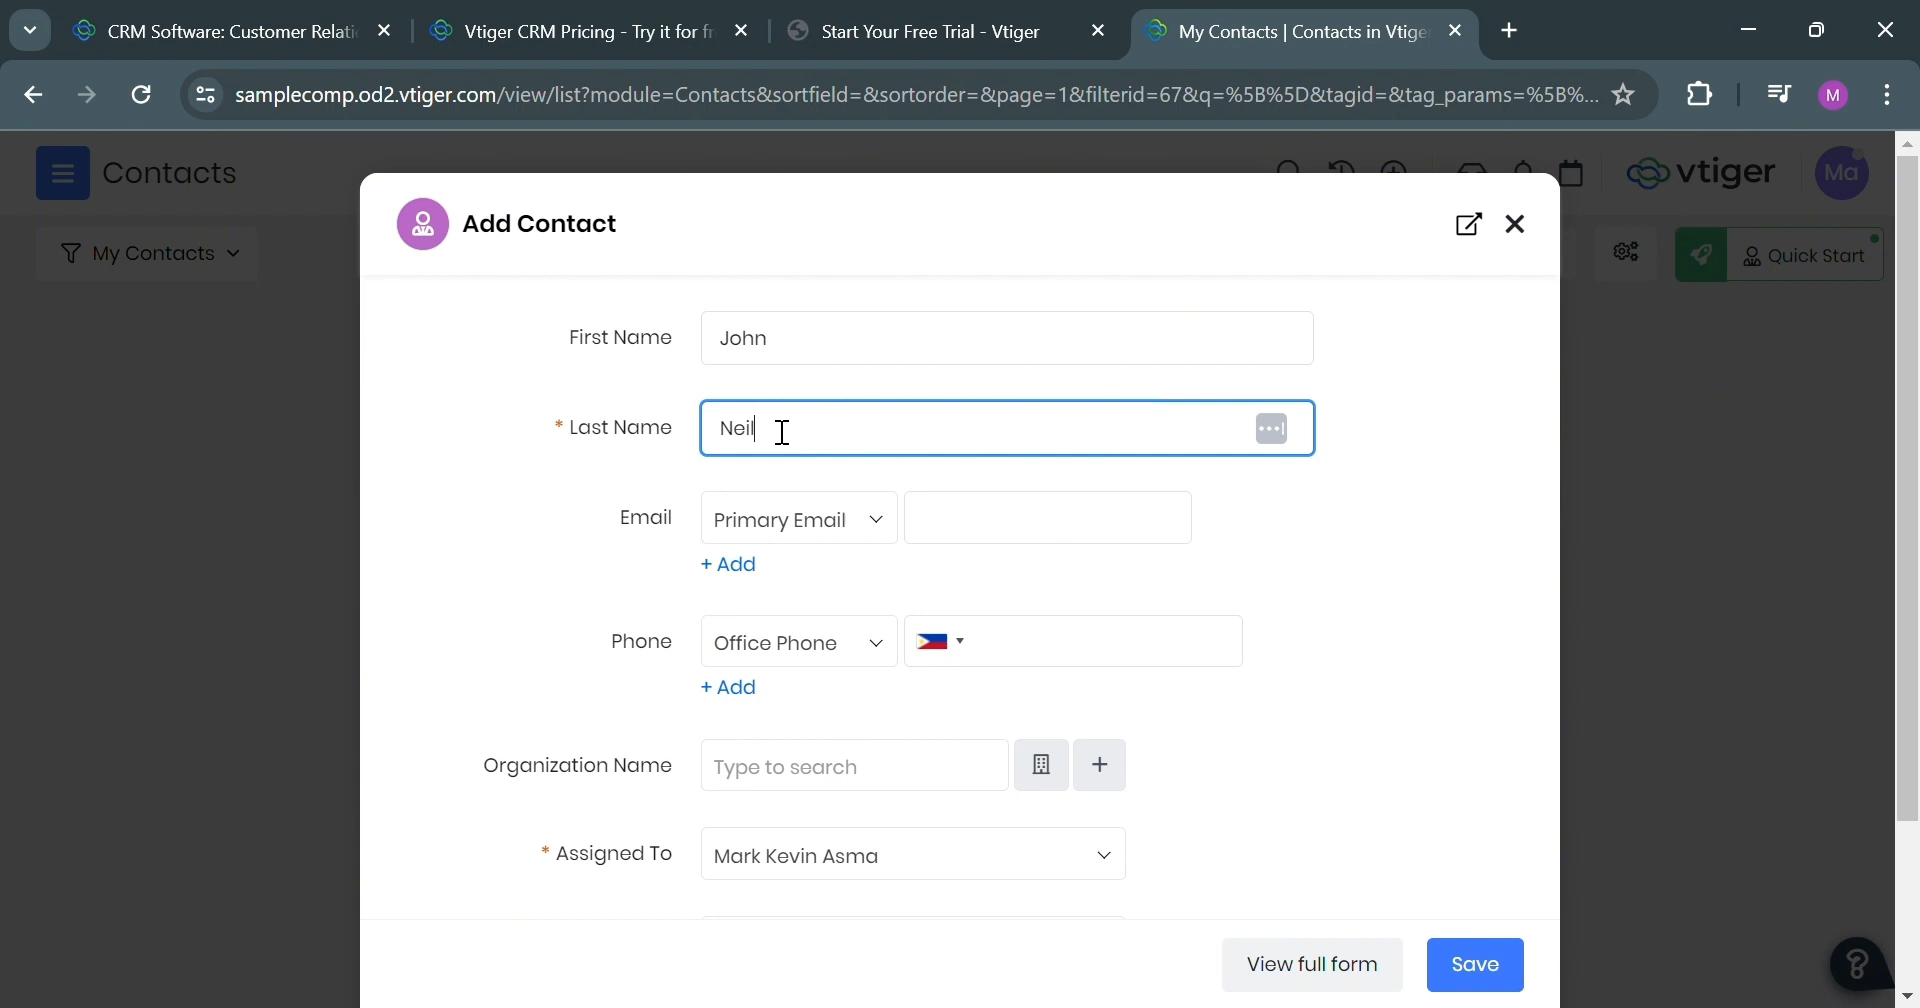 CRM Software: Customer Relati
Vtiger CRM Pricing - Try it for fr
Start Your Free Trial - Vtiger
My Contacts | Contacts in Vtige
samplecomp.od2.vtiger.com/view/list?module=Contacts&sortfield=&sortorder=&page=1&filterid=67&q=%5B%5D&tagid=&tag_params=%5B%...
M
Contacts
vtiger
Ma
My Contacts
Quick Start
Add Contact
First Name
John
* Last Name
Neil
Email
Primary Email
+ Add
Phone
Office Phone
+ Add
Organization Name
Type to search
+
* Assigned To
Mark Kevin Asma
View full form
Save
?